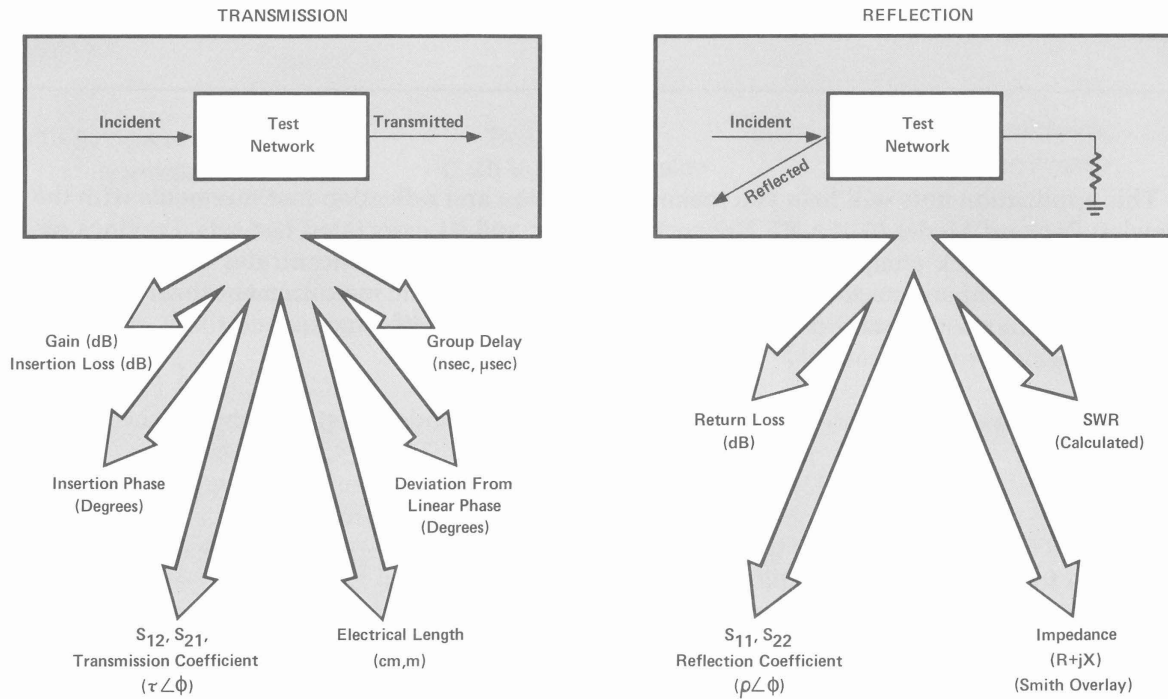 TRANSMISSION
Incident
Test
Network
Transmitted
Gain (dB)
Insertion Loss (dB)
Group Delay
(nsec, μsec)
Insertion Phase
(Degrees)
Deviation From
Linear Phase
(Degrees)
S12, S21,
Transmission Coefficient
(τ∠ϕ)
Electrical Length
(cm,m)
REFLECTION
Incident
Reflected
Test
Network
Return Loss
(dB)
SWR
(Calculated)
S11, S22
Reflection Coefficient
(ρ∠ϕ)
Impedance
(R+jX)
(Smith Overlay)